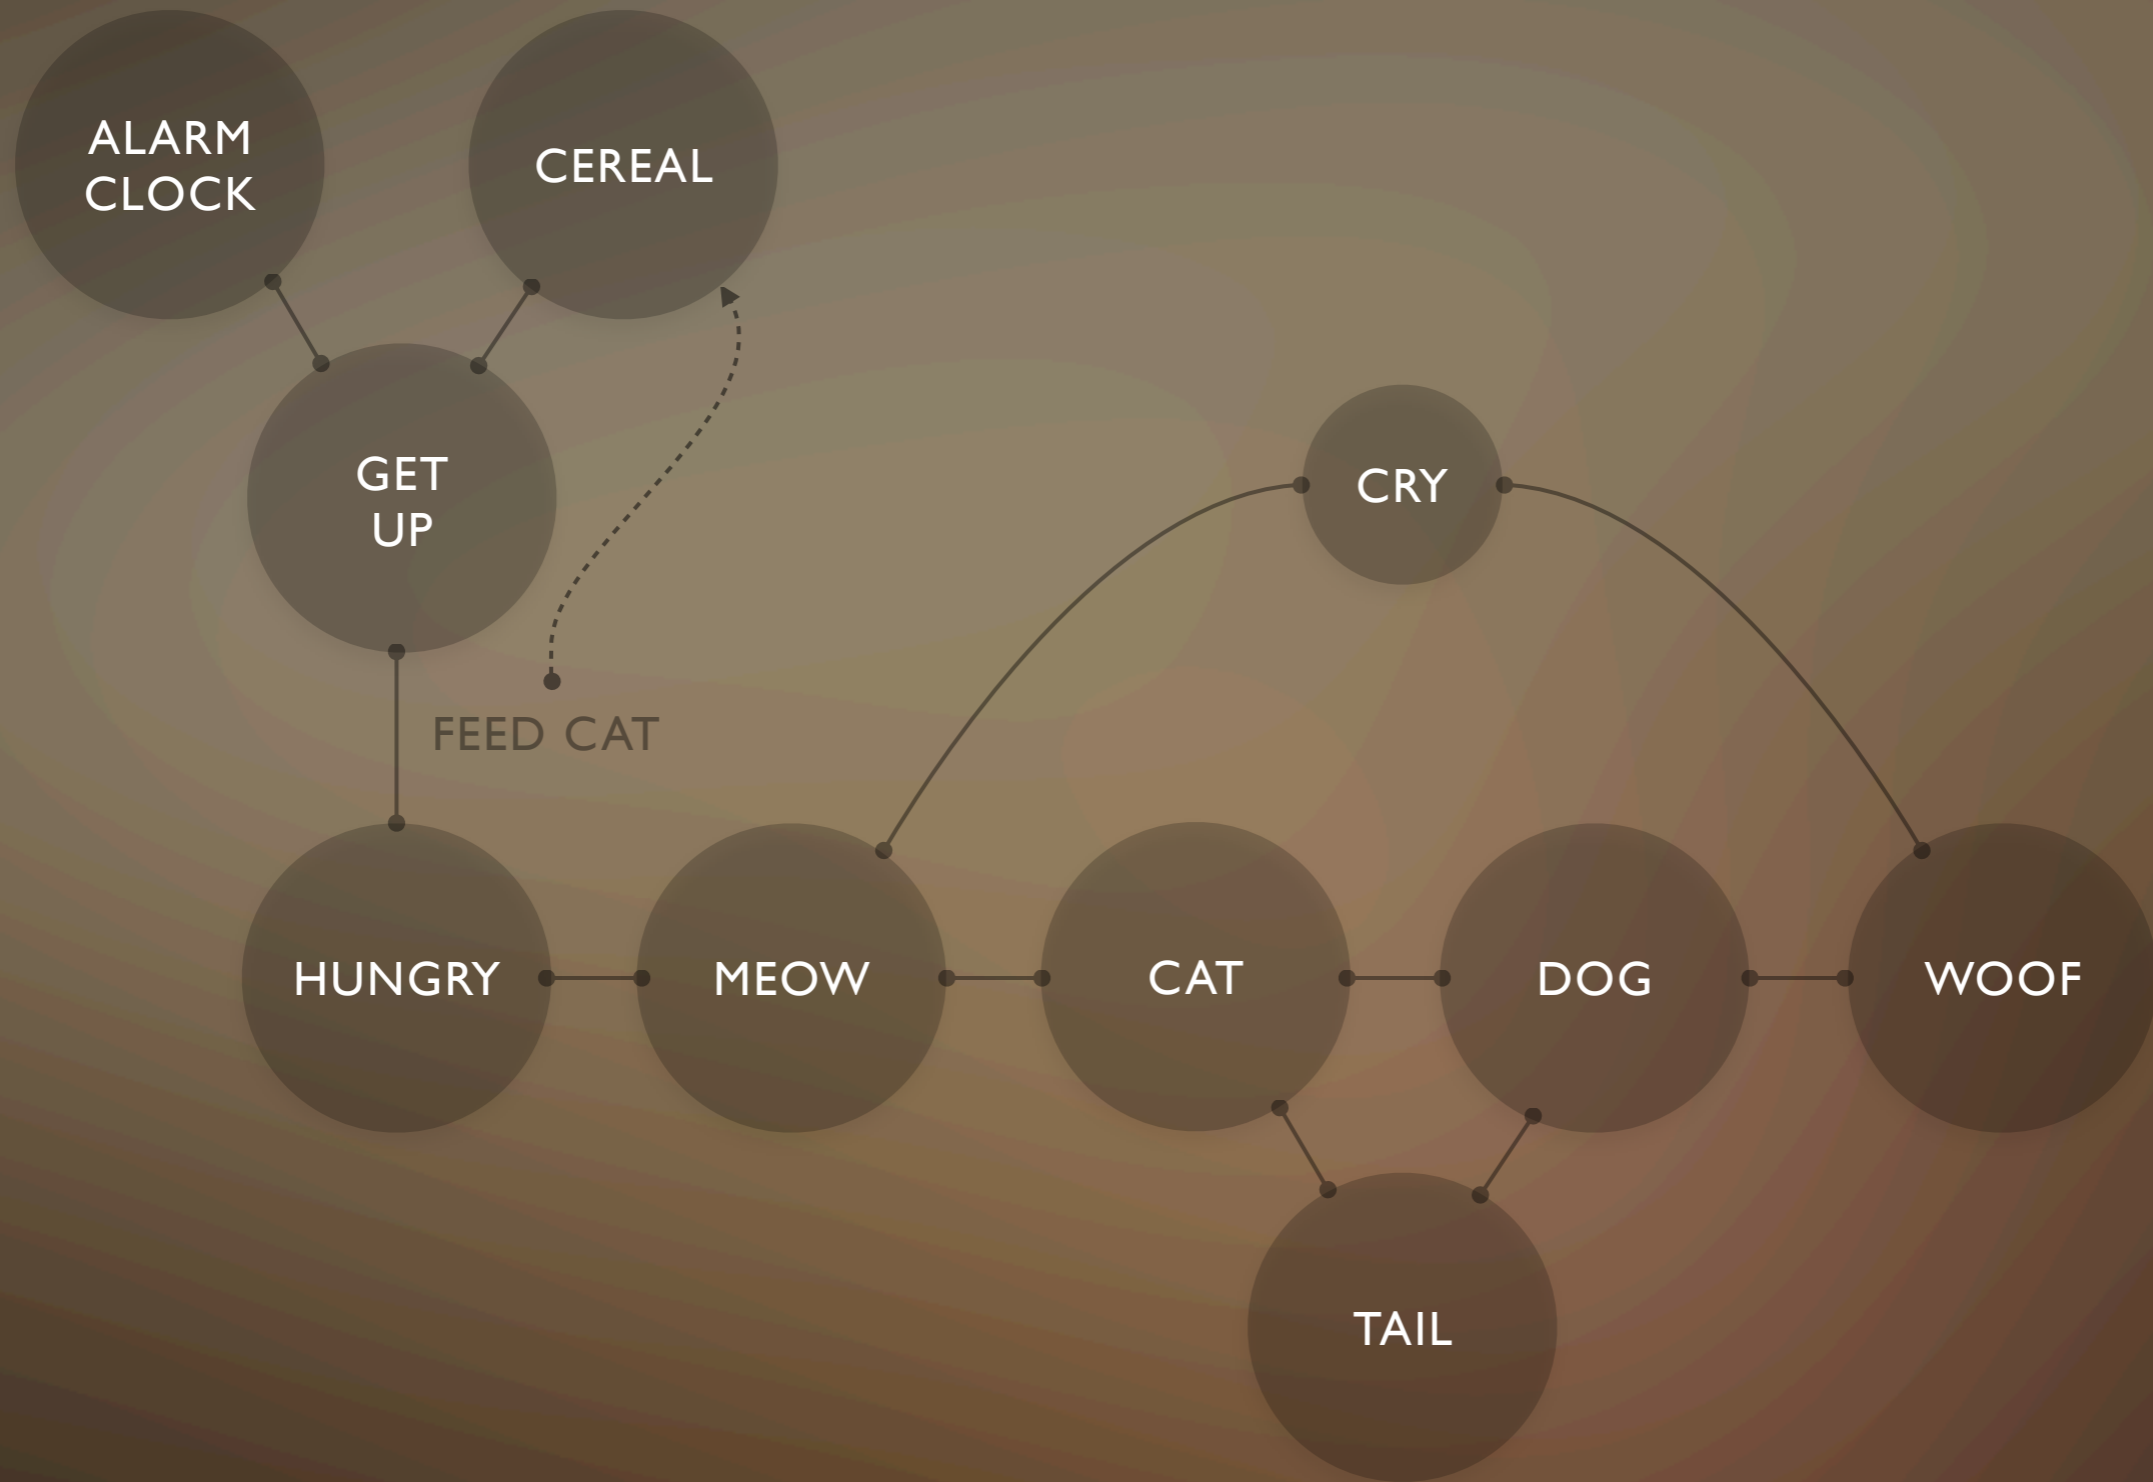 ALARM
CLOCK
CEREAL
GET
UP
CRY
FEED CAT
HUNGRY
MEOW
CAT
DOG
WOOF
TAIL